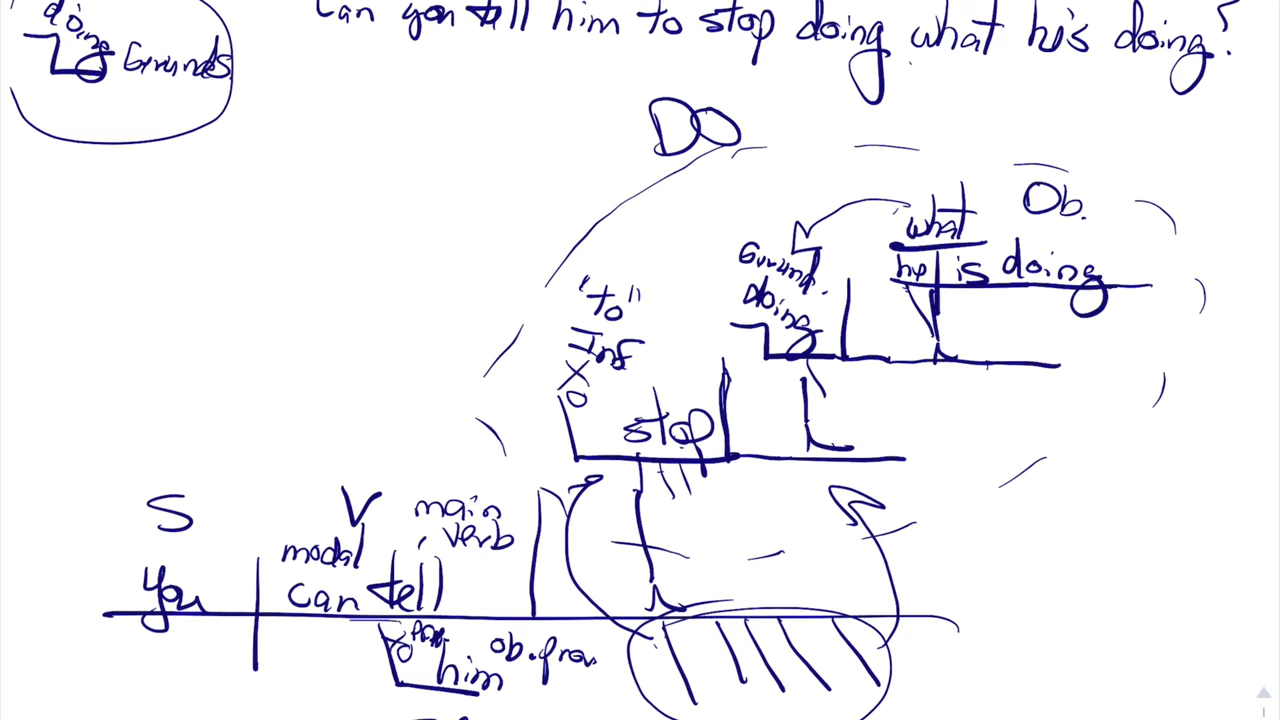 can you tell him to stop doing what he's doing?
doing
Gerunds
DO
Ob.
what
he is doing
Gerund.
doing
"to"
Inf
X
o
stop
S
V
main
verb
modal
you
can tell
him
ob. pron.